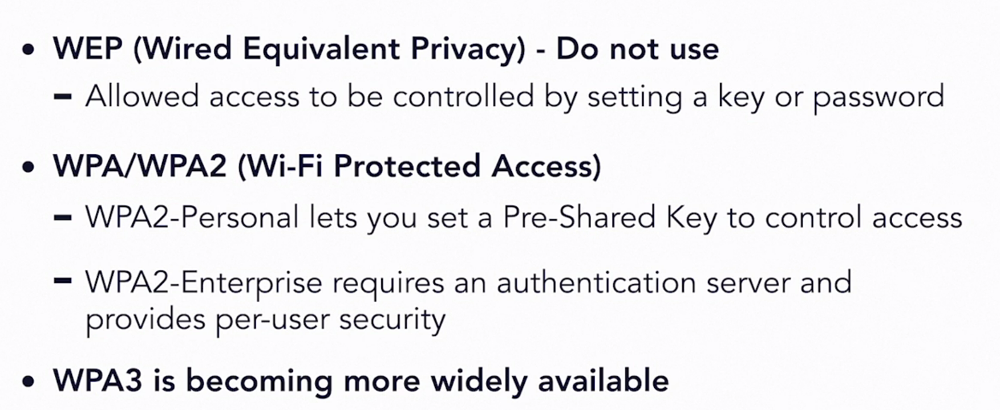 • WEP (Wired Equivalent Privacy) - Do not use
– Allowed access to be controlled by setting a key or password
• WPA/WPA2 (Wi-Fi Protected Access)
– WPA2-Personal lets you set a Pre-Shared Key to control access
– WPA2-Enterprise requires an authentication server and
provides per-user security
• WPA3 is becoming more widely available